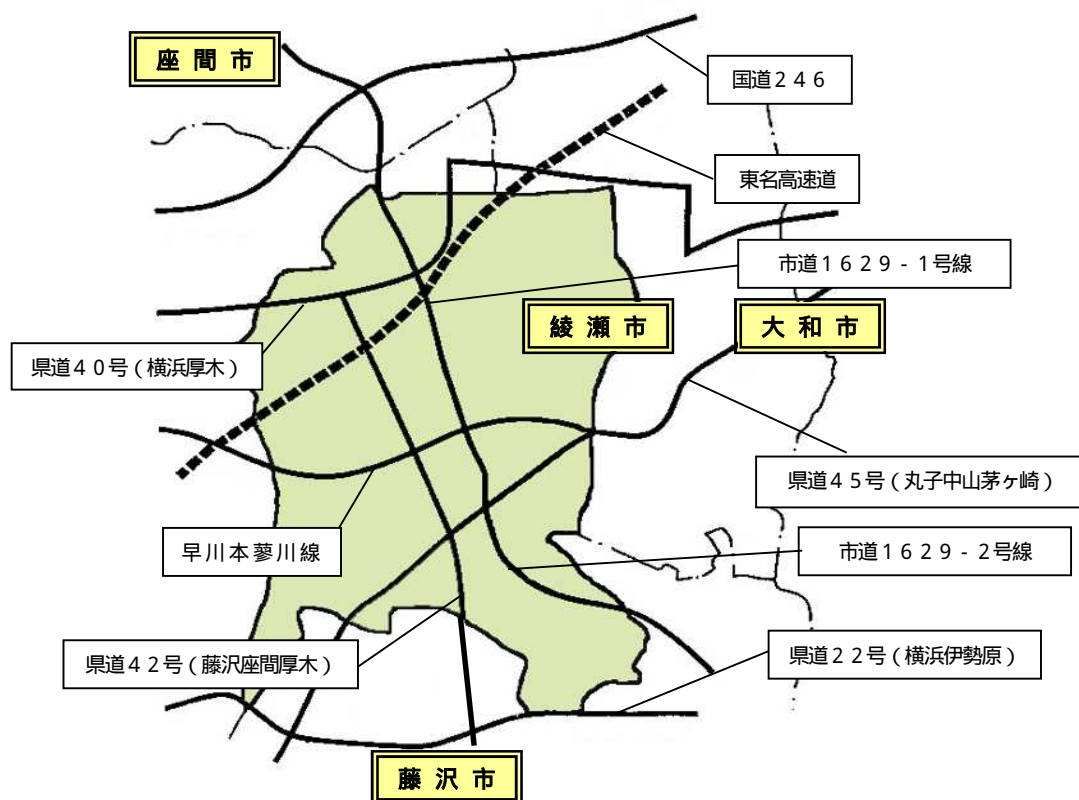 座間市
国道246
東名高速道
市道1629-1号線
綾瀬市
大和市
県道40号(横浜厚木)
県道45号(丸子中山茅ヶ崎)
早川本蓼川線
市道1629-2号線
県道42号(藤沢座間厚木)
県道22号(横浜伊勢原)
藤沢市